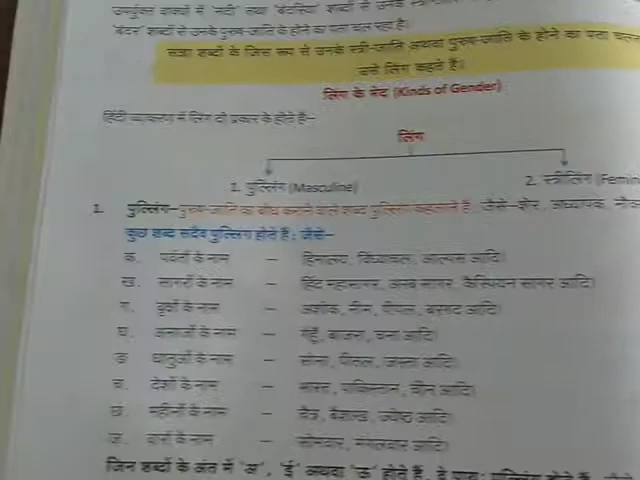 उपर्युक्त वाक्यों में 'नदी' तथा शब्दों से उनके
'बंदर' शब्दों से उनके पुरुष-जाति के होने का पता चल रहा है।
संज्ञा शब्दों के जिस रूप से उनके स्त्री-जाति अथवा पुरुष-जाति के होने का पता
उसे लिंग कहते हैं।
लिंग के भेद (Kinds of Gender)
हिंदी व्याकरण में लिंग दो प्रकार के होते हैं—
लिंग
1. पुल्लिंग (Masculine) 2. स्त्रीलिंग (Femin
1. पुल्लिंग—पुरुष-जाति का बोध कराने वाले शब्द पुल्लिंग कहलाते हैं; जैसे—शेर, अध्यापक,
कुछ शब्द सदैव पुल्लिंग होते हैं; जैसे—
क. पर्वतों के नाम – हिमालय, विंध्याचल, आल्पस आदि।
ख. सागरों के नाम – हिंद महासागर, अरब सागर, कैस्पियन सागर आदि।
ग. वृक्षों के नाम – अशोक, नीम, पीपल, बरगद आदि।
घ. अनाजों के नाम – गेहूँ, बाजरा, चना आदि।
ङ धातुओं के नाम – सोना, पीतल, जस्ता आदि।
च. देशों के नाम – भारत, पाकिस्तान, चीन आदि।
छ. महीनों के नाम – चैत्र, बैशाख, ज्येष्ठ आदि।
ज. वारों के नाम – सोमवार, मंगलवार आदि।
जिन शब्दों के अंत में 'अ', 'ई' अथवा 'ऊ' होते हैं, वे प्रायः पुल्लिंग होते हैं,